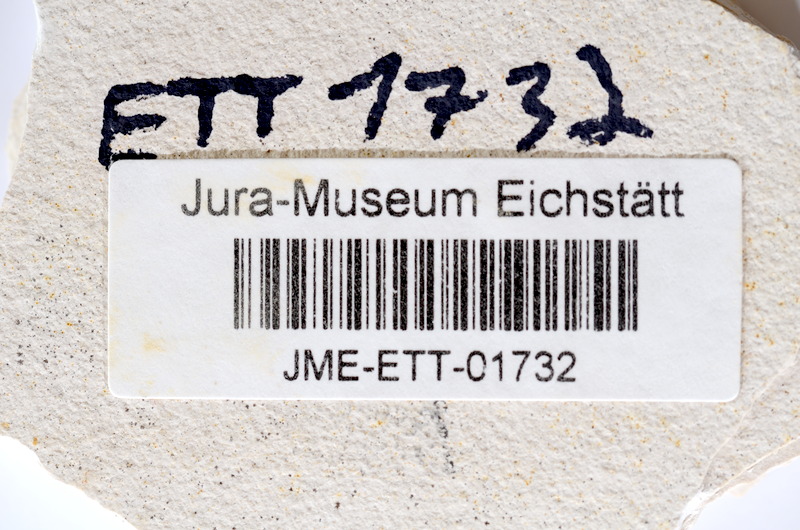 ETT 1732
Jura-Museum Eichstätt
JME-ETT-01732